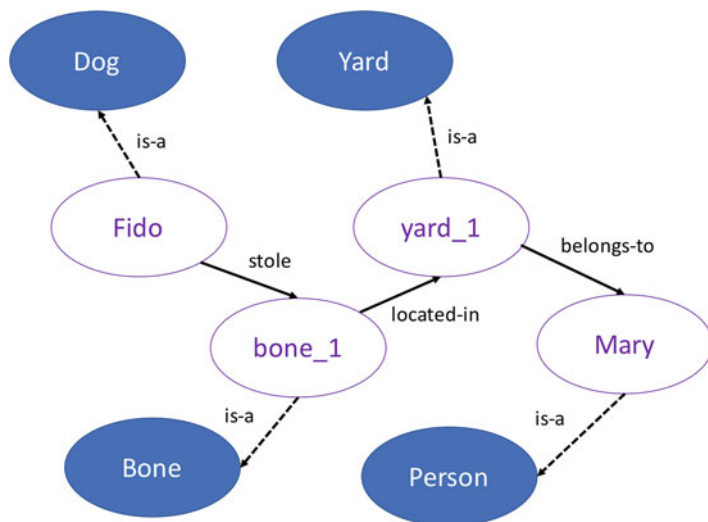 Dog
Yard
is-a
is-a
Fido
yard_1
stole
belongs-to
located-in
bone_1
Mary
is-a
is-a
Bone
Person